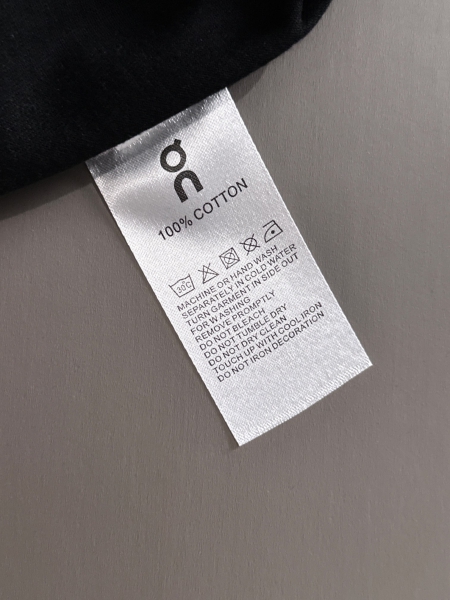 On
100% COTTON
30°C
MACHINE OR HAND WASH
SEPARATELY IN COLD WATER
TURN GARMENT IN SIDE OUT
FOR WASHING
REMOVE PROMPTLY
DO NOT BLEACH
DO NOT TUMBLE DRY
DO NOT DRY CLEAN
TOUCH UP WITH COOL IRON
DO NOT IRON DECORATION